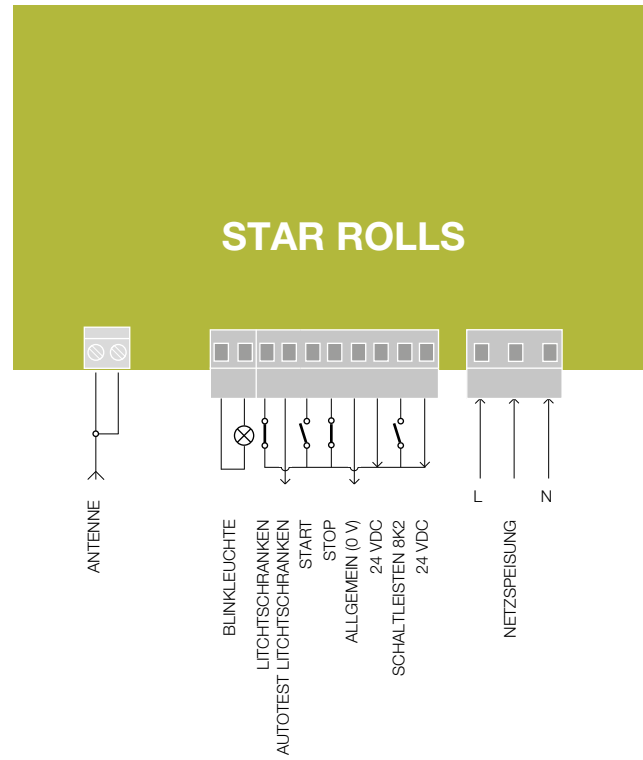 STAR ROLLS
L
N
ANTENNE
BLINKLEUCHTE
LITCHTSCHRANKEN
AUTOTEST LITCHTSCHRANKEN
START
STOP
ALLGEMEIN (0 V)
24 VDC
SCHALTLEISTEN 8K2
24 VDC
NETZSPEISUNG